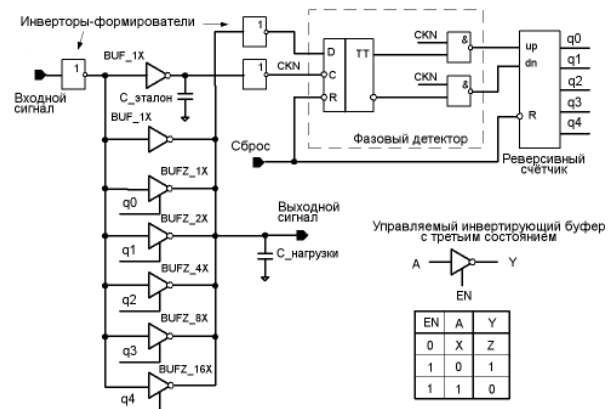 Инверторы-формирователи
1
D
TT
C
R
CKN
&
CKN
&
up
dn
R
q0
q1
q2
q3
q4
1
BUF_1X
1
CKN
Входной
сигнал
C_эталон
BUF_1X
Фазовый детектор
Сброс
Реверсивный
счётчик
BUFZ_1X
q0
BUFZ_2X
q1
Выходной
сигнал
C_нагрузки
BUFZ_4X
q2
BUFZ_8X
q3
BUFZ_16X
q4
Управляемый инвертирующий буфер
с третьим состоянием
A
Y
EN
EN A Y
0 X Z
1 0 1
1 1 0